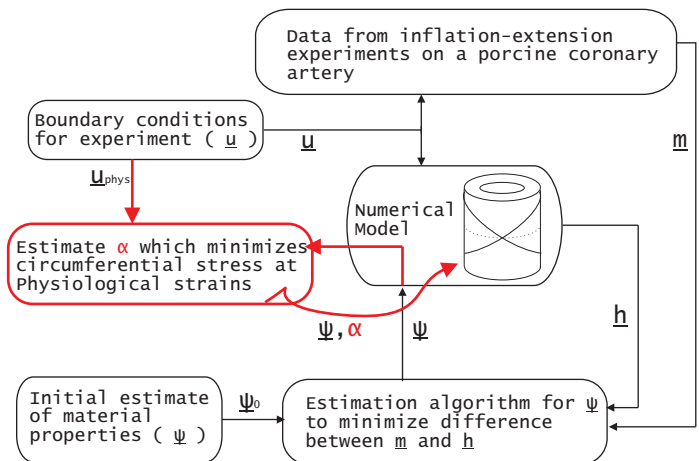 Data from inflation-extension
experiments on a porcine coronary
artery
Boundary conditions
for experiment ( u )
u
m
uphys
Numerical
Model
Estimate α which minimizes
circumferential stress at
Physiological strains
ψ, α
ψ
h
Initial estimate
of material
properties ( ψ )
ψ0
Estimation algorithm for ψ
to minimize difference
between m and h